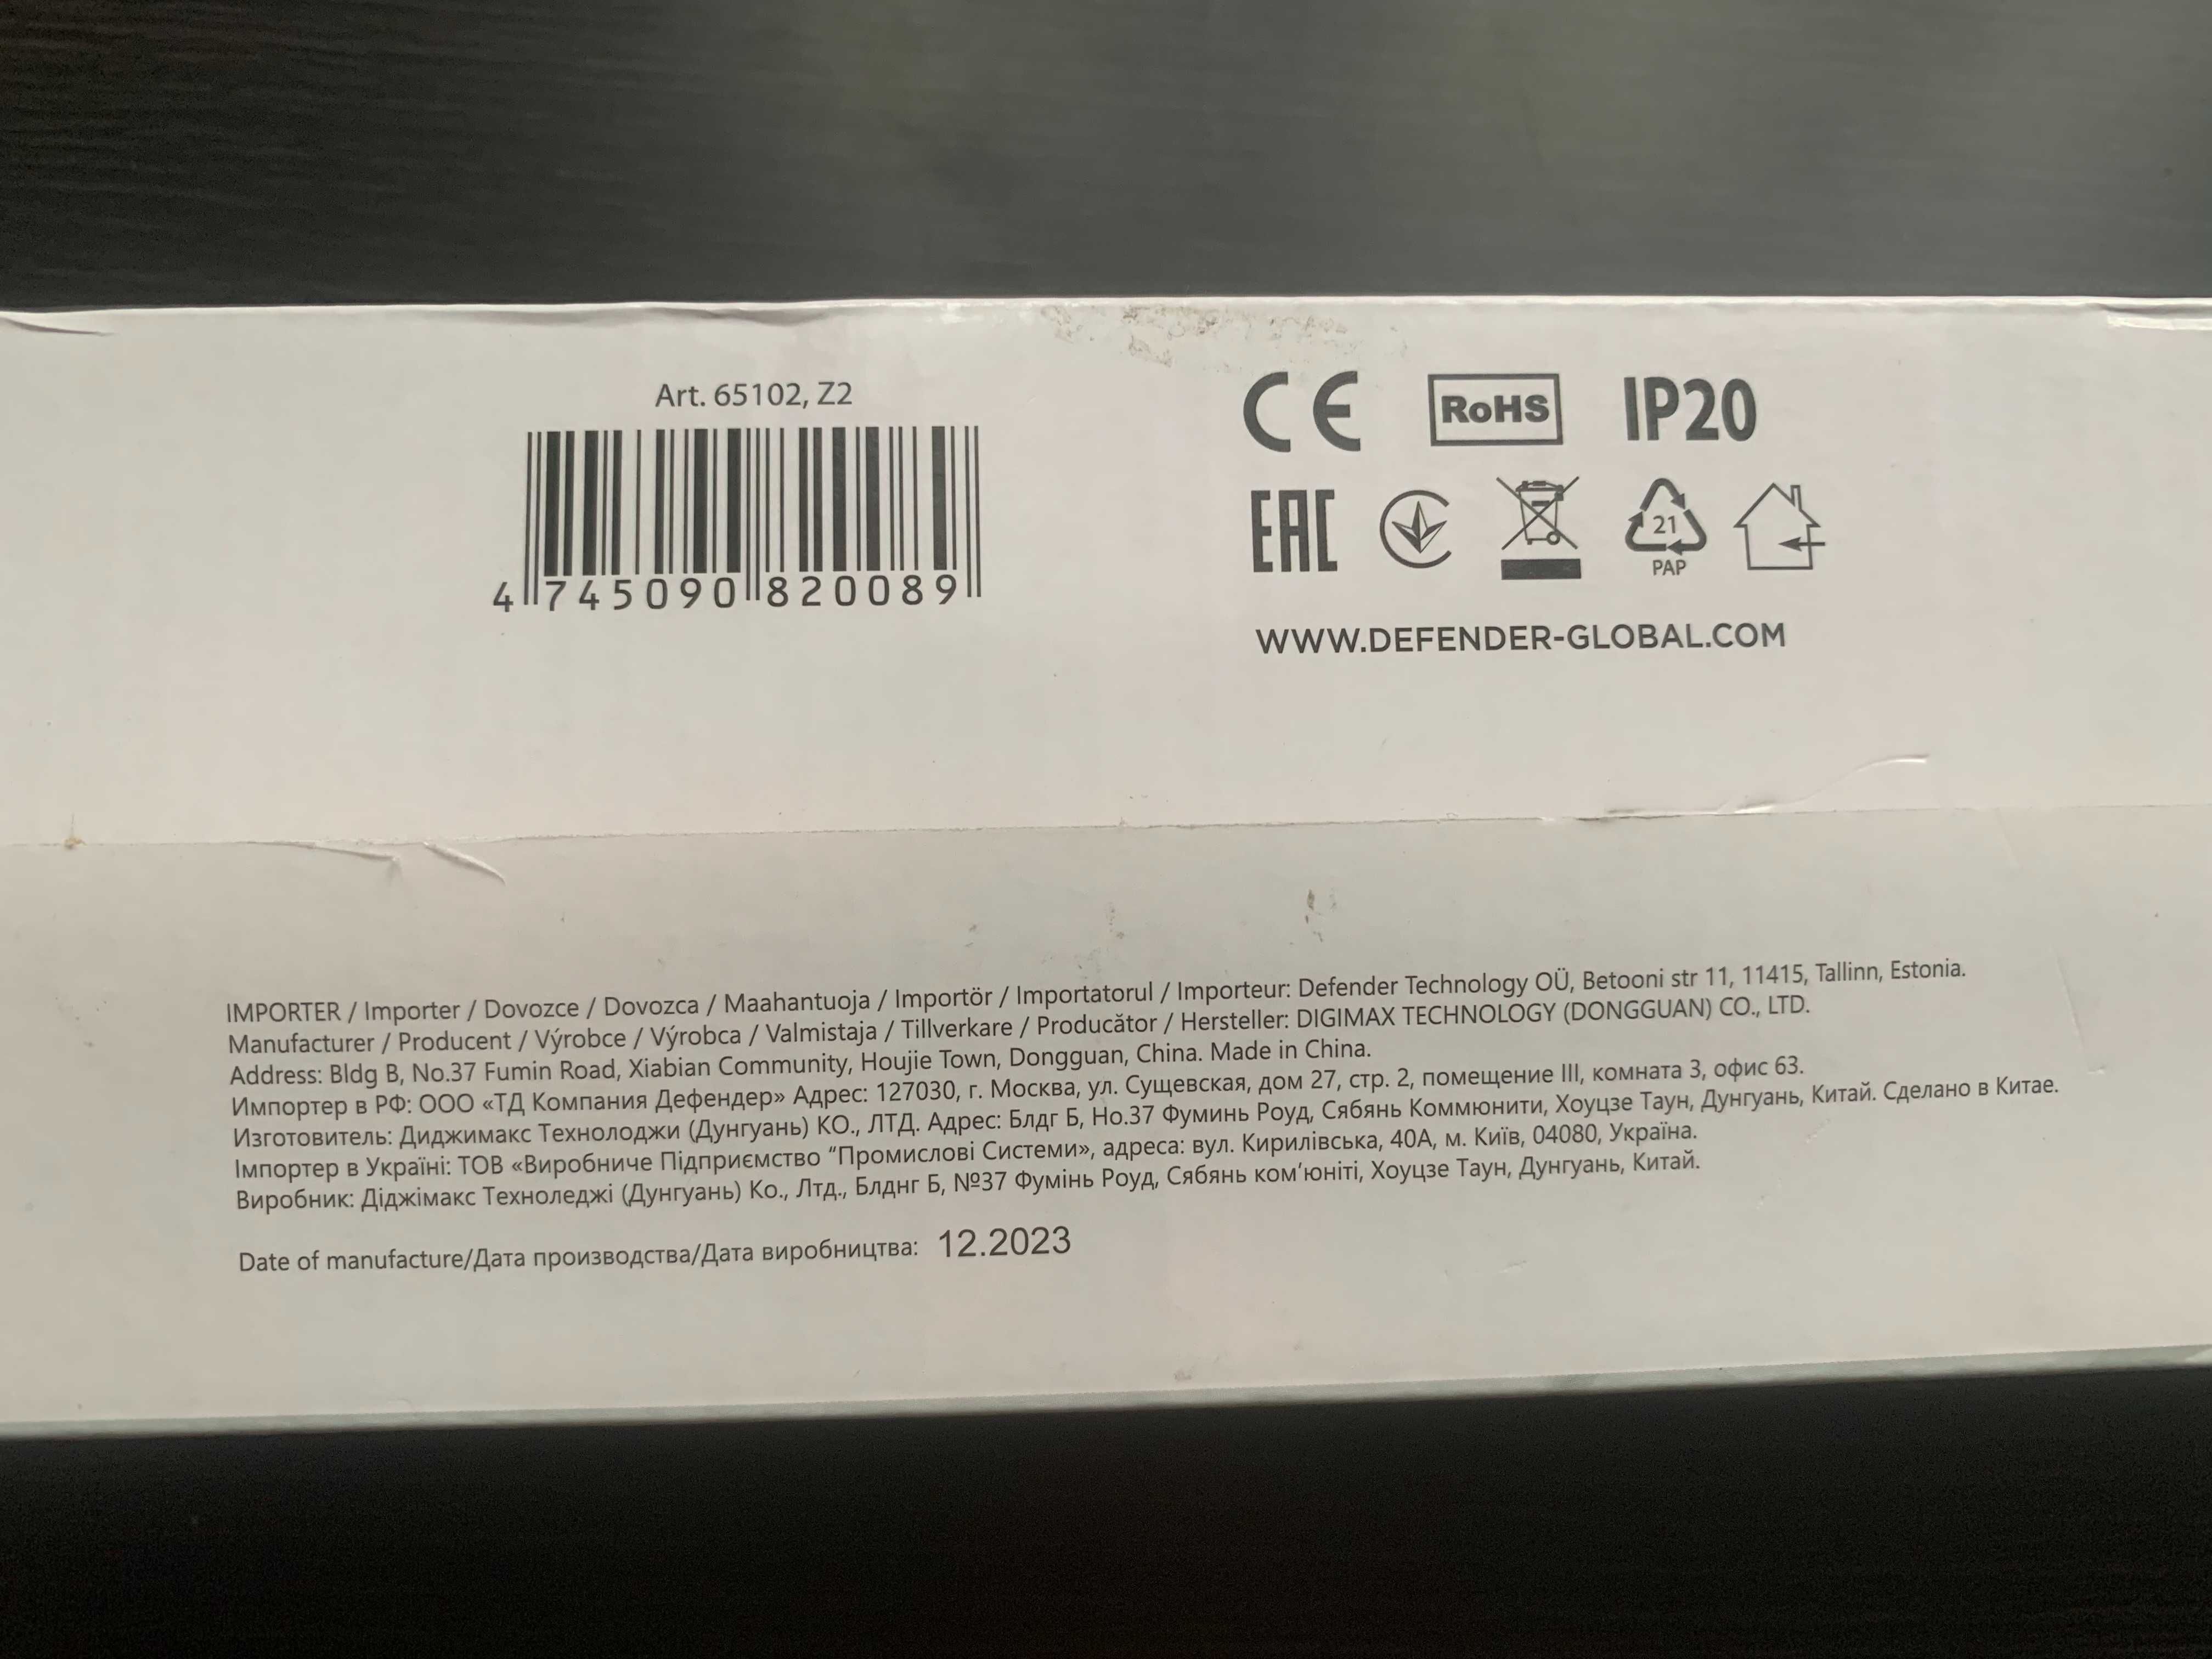 Art. 65102, Z2
4 745090 820089
CE RoHS IP20
EAC
21
PAP
WWW.DEFENDER-GLOBAL.COM
IMPORTER / Importer / Dovozce / Dovozca / Maahantuoja / Importör / Importatorul / Importeur: Defender Technology OÜ, Betooni str 11, 11415, Tallinn, Estonia.
Manufacturer / Producent / Výrobce / Výrobca / Valmistaja / Tillverkare / Producător / Hersteller: DIGIMAX TECHNOLOGY (DONGGUAN) CO., LTD.
Address: Bldg B, No.37 Fumin Road, Xiabian Community, Houjie Town, Dongguan, China. Made in China.
Импортер в РФ: ООО «ТД Компания Дефендер» Адрес: 127030, г. Москва, ул. Сущевская, дом 27, стр. 2, помещение III, комната 3, офис 63.
Изготовитель: Диджимакс Технолоджи (Дунгуань) КО., ЛТД. Адрес: Блдг Б, Но.37 Фуминь Роуд, Сябянь Коммюнити, Хоуцзе Таун, Дунгуань, Китай. Сделано в Китае.
Імпортер в Україні: ТОВ «Виробниче Підприємство “Промислові Системи», адреса: вул. Кирилівська, 40А, м. Київ, 04080, Україна.
Виробник: Діджімакс Техноледжі (Дунгуань) Ко., Лтд., Блднг Б, №37 Фумінь Роуд, Сябянь ком’юніті, Хоуцзе Таун, Дунгуань, Китай.
Date of manufacture/Дата производства/Дата виробництва: 12.2023